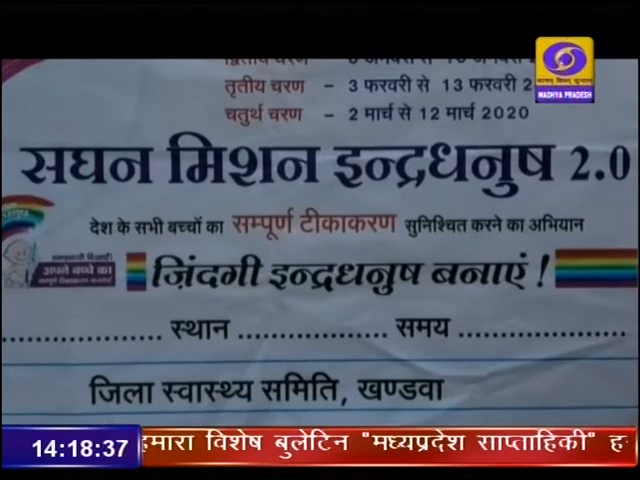 द्वितीय चरण
तृतीय चरण - 3 फरवरी से 13 फरवरी 2
चतुर्थ चरण - 2 मार्च से 12 मार्च 2020
MADHYA PRADESH
सघन मिशन इन्द्रधनुष 2.0
देश के सभी बच्चों का सम्पूर्ण टीकाकरण सुनिश्चित करने का अभियान
अपने बच्चे का
ज़िंदगी इन्द्रधनुष बनाएं !
स्थान समय
जिला स्वास्थ्य समिति, खण्डवा
14:18:37 हमारा विशेष बुलेटिन "मध्यप्रदेश साप्ताहिकी" ह